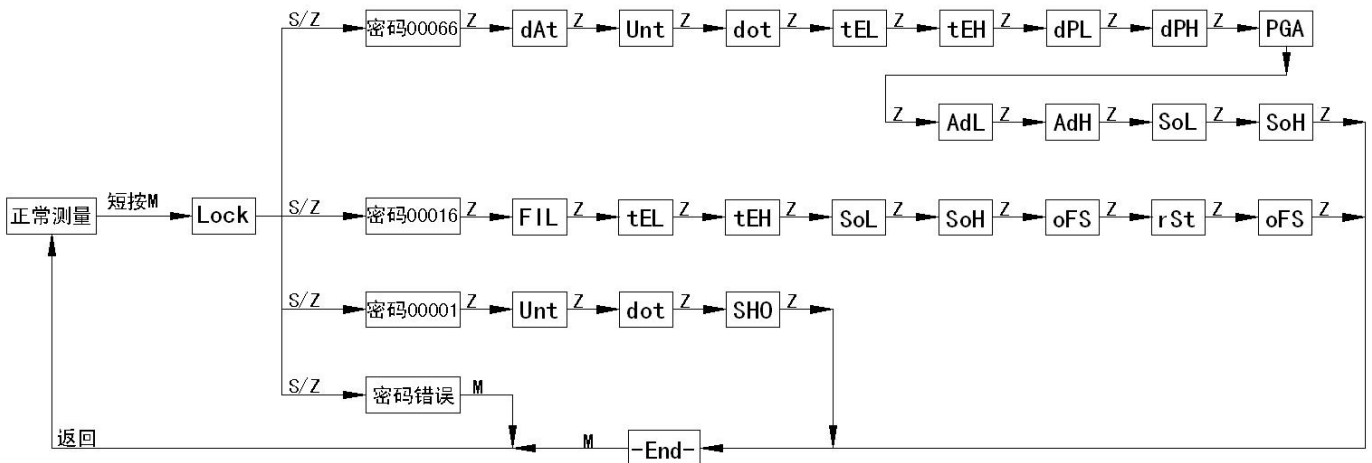 S/Z 密码00066 Z dAt Z Unt Z dot Z tEL Z tEH Z dPL Z dPH Z PGA
Z AdL Z AdH Z SoL Z SoH Z
正常测量 短按M Lock S/Z 密码00016 Z FIL Z tEL Z tEH Z SoL Z SoH Z oFS Z rSt Z oFS Z
S/Z 密码00001 Z Unt Z dot Z SHO Z
S/Z 密码错误 M
返回 M -End-